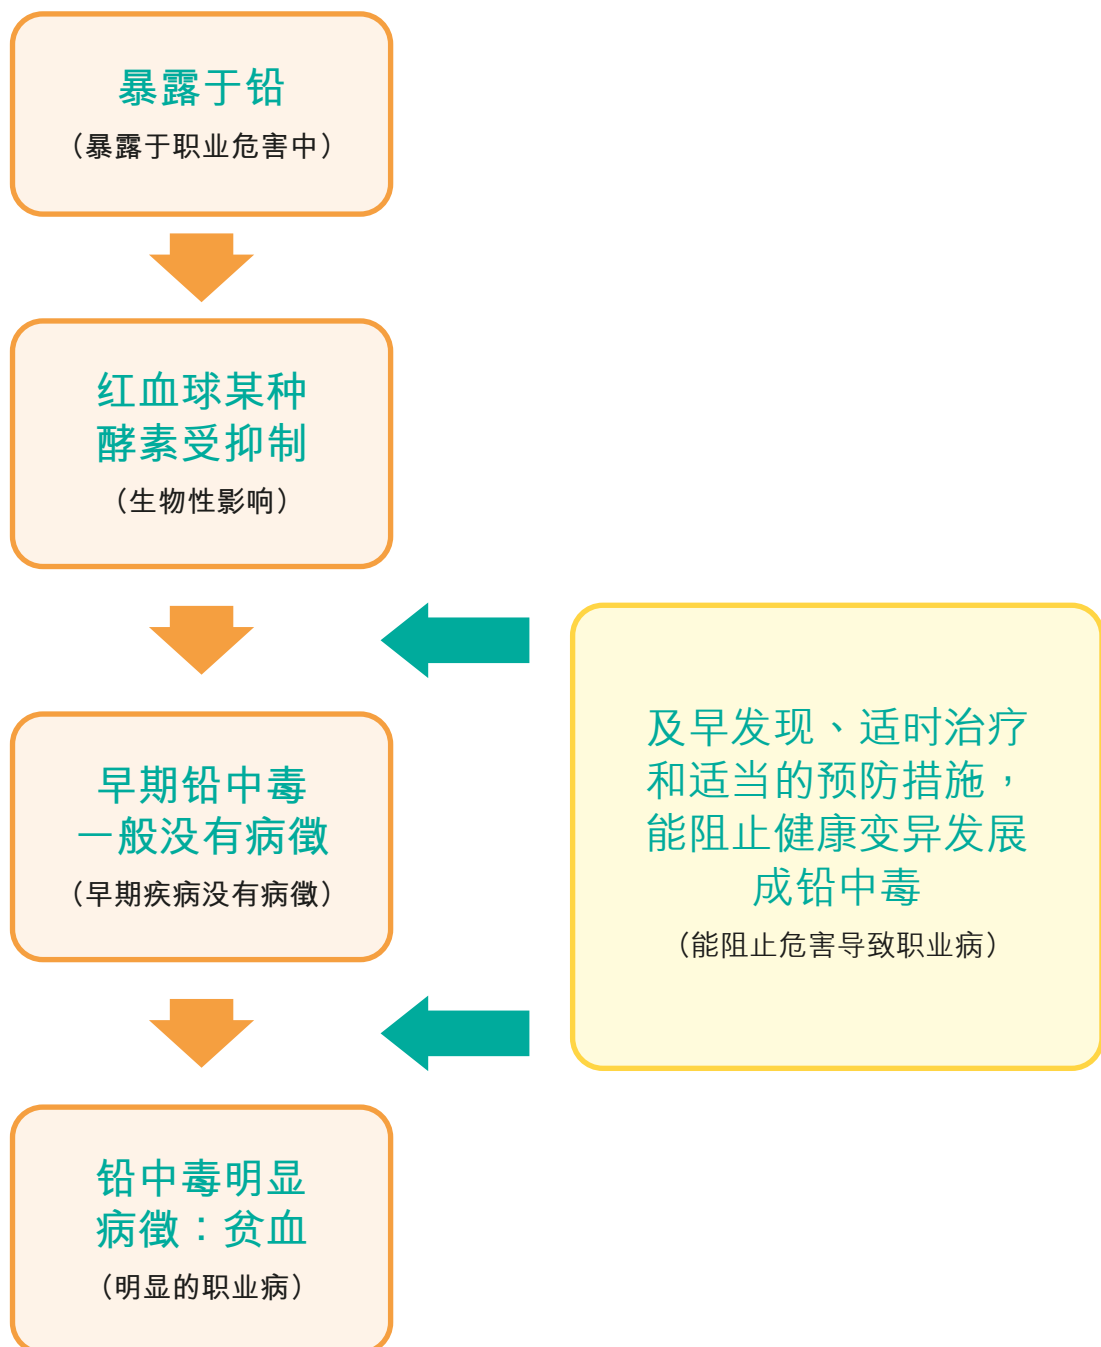 暴露于铅
（暴露于职业危害中）
红血球某种
酵素受抑制
（生物性影响）
早期铅中毒
一般没有病徵
（早期疾病没有病徵）
及早发现、适时治疗
和适当的预防措施，
能阻止健康变异发展
成铅中毒
（能阻止危害导致职业病）
铅中毒明显
病徵：贫血
（明显的职业病）